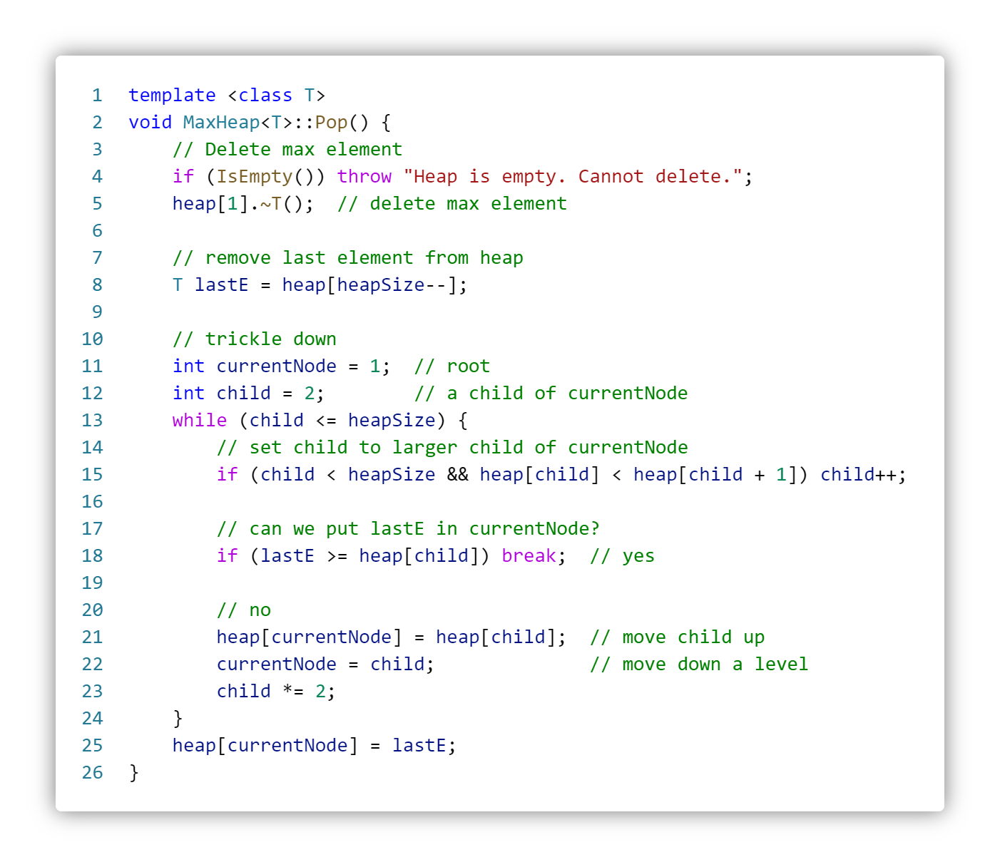 1 template <class T>
2 void MaxHeap<T>::Pop() {
3     // Delete max element
4     if (IsEmpty()) throw "Heap is empty. Cannot delete.";
5     heap[1].~T();  // delete max element
6
7     // remove last element from heap
8     T lastE = heap[heapSize--];
9
10     // trickle down
11     int currentNode = 1;  // root
12     int child = 2;        // a child of currentNode
13     while (child <= heapSize) {
14         // set child to larger child of currentNode
15         if (child < heapSize && heap[child] < heap[child + 1]) child++;
16
17         // can we put lastE in currentNode?
18         if (lastE >= heap[child]) break;  // yes
19
20         // no
21         heap[currentNode] = heap[child];  // move child up
22         currentNode = child;              // move down a level
23         child *= 2;
24     }
25     heap[currentNode] = lastE;
26 }